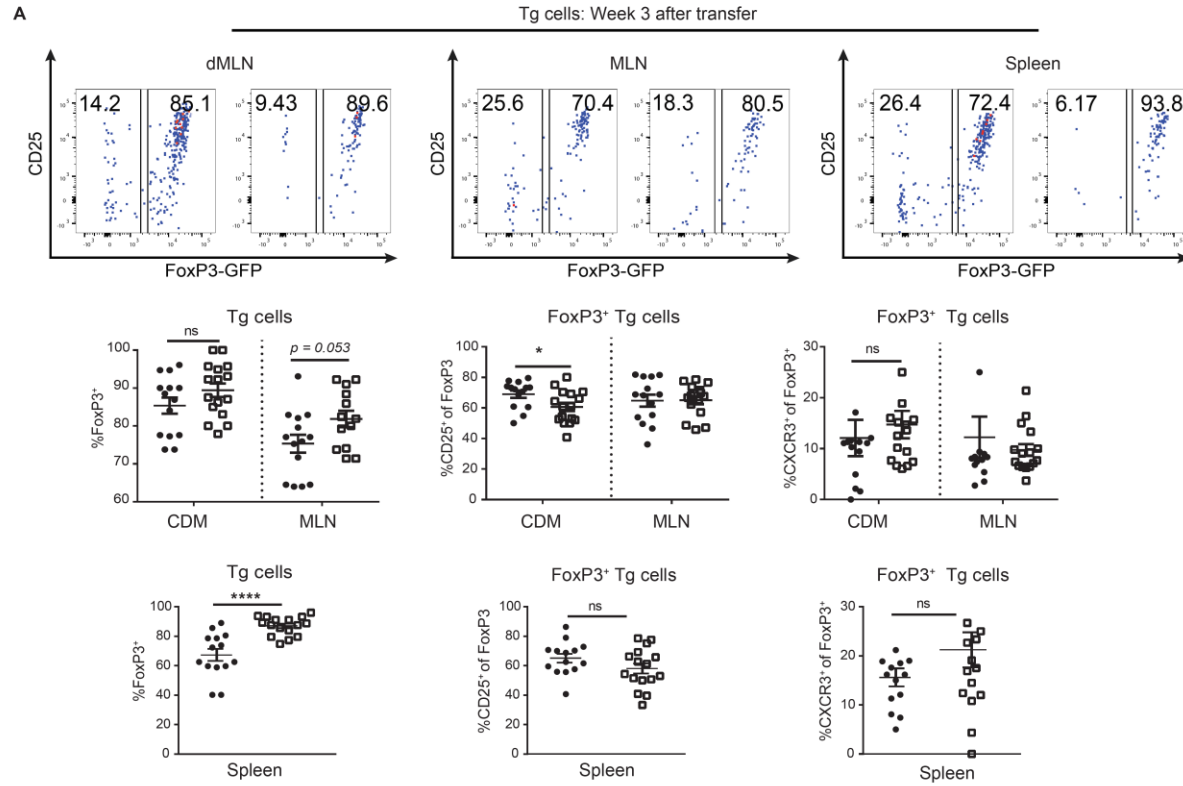 A
Tg cells: Week 3 after transfer
dMLN
MLN
Spleen
CD25
14.2 85.1
9.43 89.6
CD25
25.6 70.4
18.3 80.5
CD25
26.4 72.4
6.17 93.8
FoxP3-GFP
FoxP3-GFP
FoxP3-GFP
Tg cells
ns
p = 0.053
%FoxP3⁺
100
90
80
70
60
CDM
MLN
FoxP3⁺ Tg cells
*
%CD25⁺ of FoxP3
100
80
60
40
20
0
CDM
MLN
FoxP3⁺ Tg cells
ns
%CXCR3⁺ of FoxP3⁺
30
20
10
0
CDM
MLN
Tg cells
****
%FoxP3⁺
100
80
60
40
20
0
Spleen
FoxP3⁺ Tg cells
ns
%CD25⁺ of FoxP3
100
80
60
40
20
0
Spleen
FoxP3⁺ Tg cells
ns
%CXCR3⁺ of FoxP3⁺
30
20
10
0
Spleen